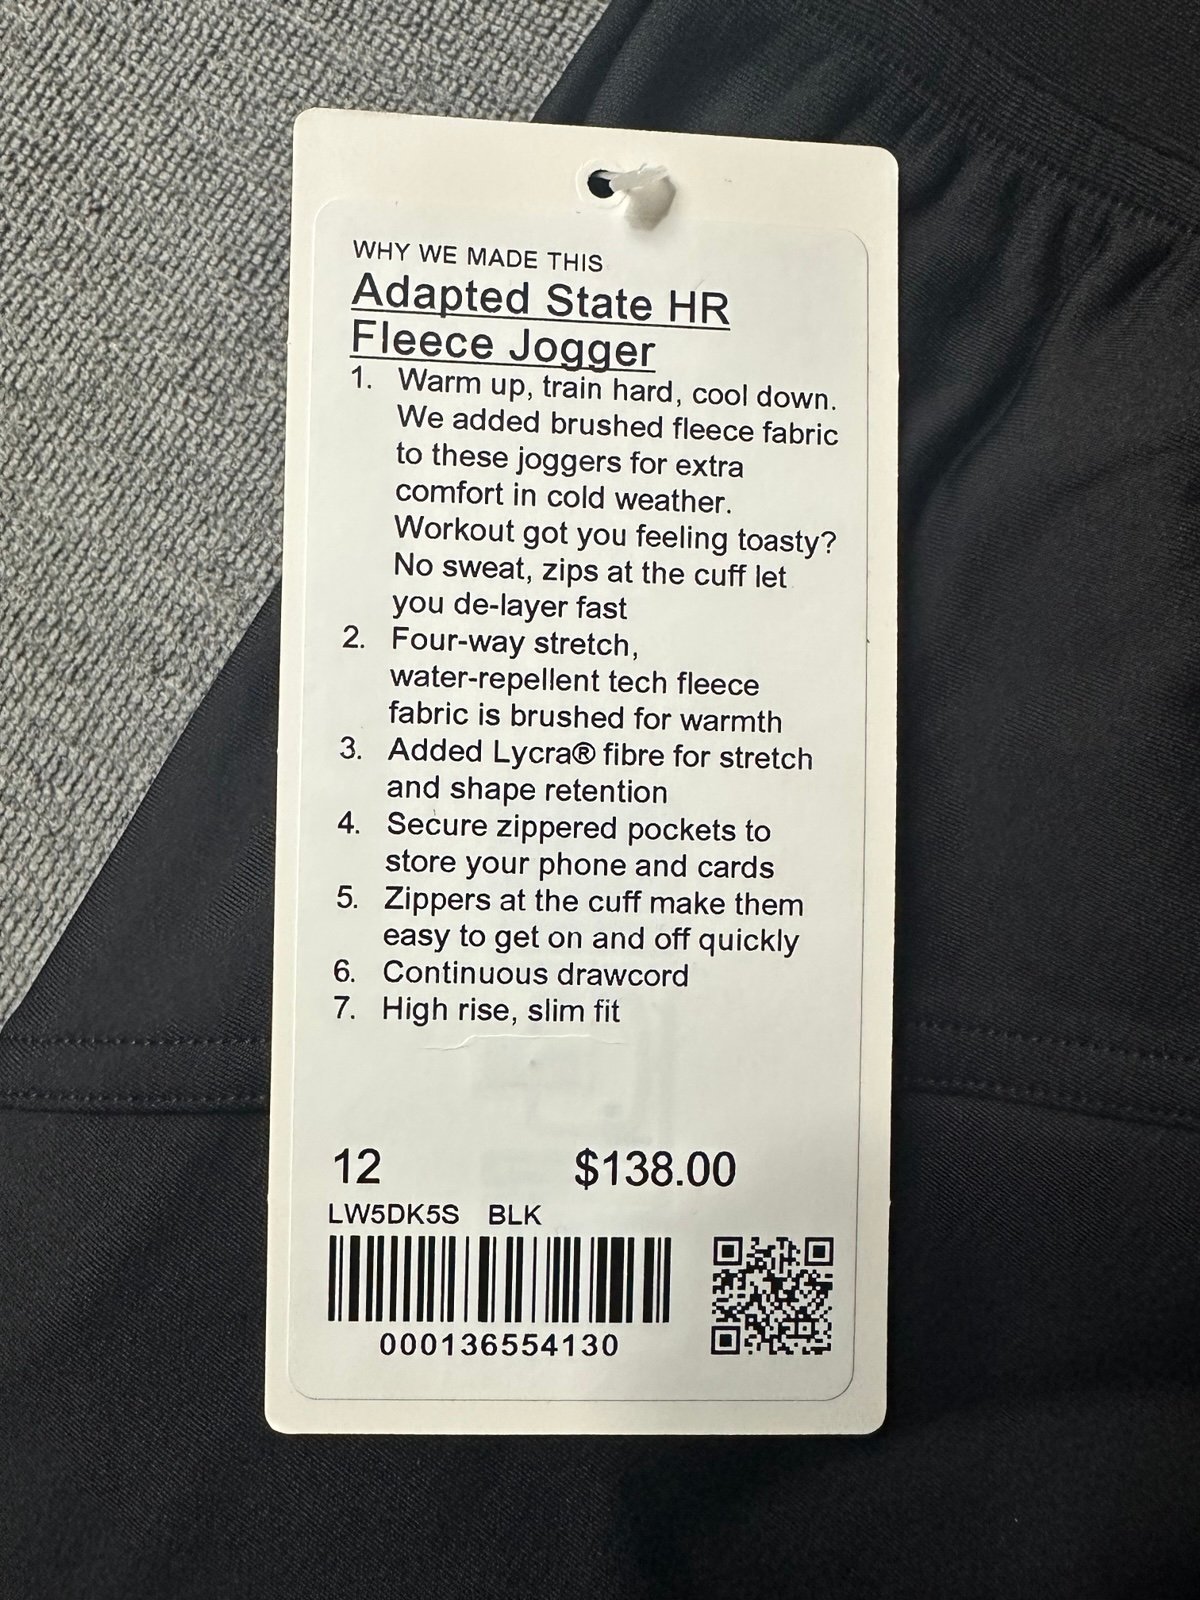 WHY WE MADE THIS
Adapted State HR
Fleece Jogger
1. Warm up, train hard, cool down.
We added brushed fleece fabric
to these joggers for extra
comfort in cold weather.
Workout got you feeling toasty?
No sweat, zips at the cuff let
you de-layer fast
2. Four-way stretch,
water-repellent tech fleece
fabric is brushed for warmth
3. Added Lycra® fibre for stretch
and shape retention
4. Secure zippered pockets to
store your phone and cards
5. Zippers at the cuff make them
easy to get on and off quickly
6. Continuous drawcord
7. High rise, slim fit
12 $138.00
LW5DK5S BLK
000136554130